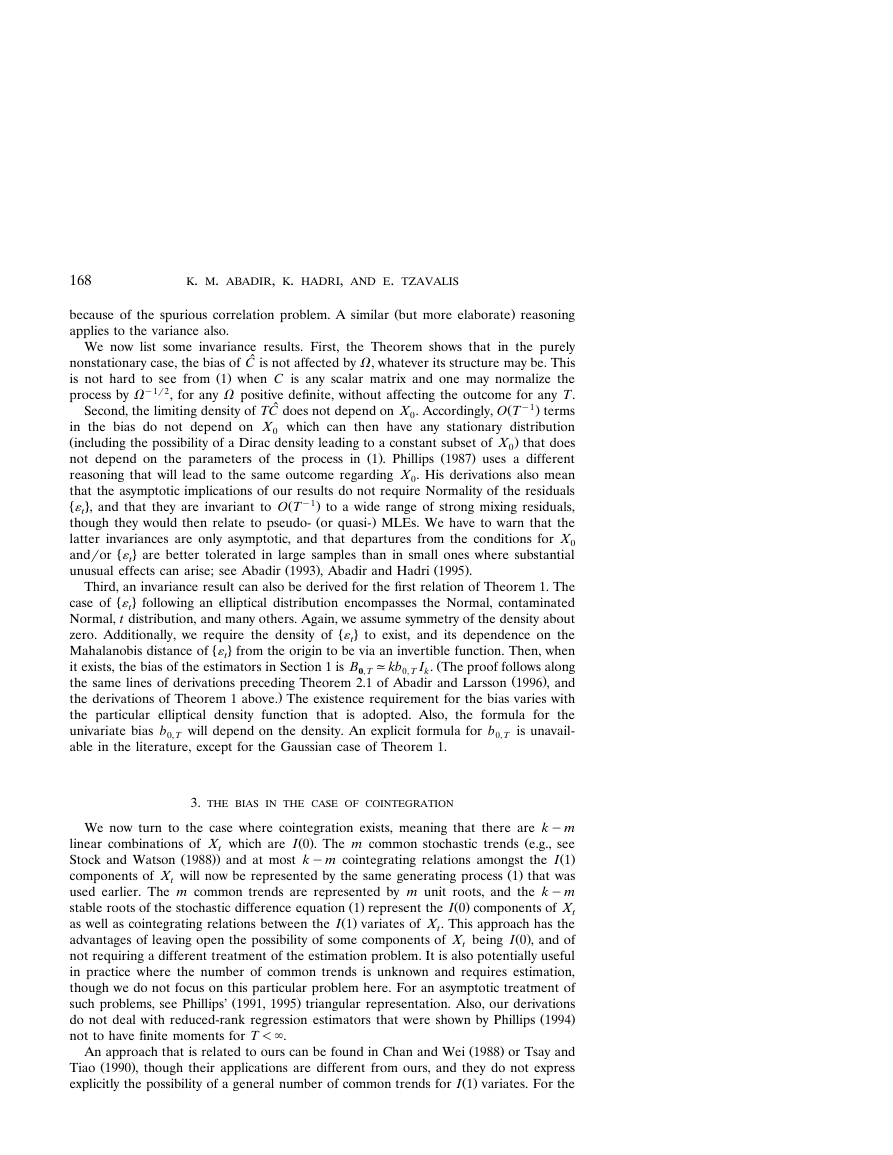 168 K. M. ABADIR, K. HADRI, AND E. TZAVALIS
because of the spurious correlation problem. A similar (but more elaborate) reasoning
applies to the variance also.
We now list some invariance results. First, the Theorem shows that in the purely
nonstationary case, the bias of Ĉ is not affected by Ω, whatever its structure may be. This
is not hard to see from (1) when C is any scalar matrix and one may normalize the
process by Ω⁻¹ᐟ², for any Ω positive definite, without affecting the outcome for any T.
Second, the limiting density of TĈ does not depend on X₀. Accordingly, O(T⁻¹) terms
in the bias do not depend on X₀ which can then have any stationary distribution
(including the possibility of a Dirac density leading to a constant subset of X₀) that does
not depend on the parameters of the process in (1). Phillips (1987) uses a different
reasoning that will lead to the same outcome regarding X₀. His derivations also mean
that the asymptotic implications of our results do not require Normality of the residuals
{εₜ}, and that they are invariant to O(T⁻¹) to a wide range of strong mixing residuals,
though they would then relate to pseudo- (or quasi-) MLEs. We have to warn that the
latter invariances are only asymptotic, and that departures from the conditions for X₀
and/or {εₜ} are better tolerated in large samples than in small ones where substantial
unusual effects can arise; see Abadir (1993), Abadir and Hadri (1995).
Third, an invariance result can also be derived for the first relation of Theorem 1. The
case of {εₜ} following an elliptical distribution encompasses the Normal, contaminated
Normal, t distribution, and many others. Again, we assume symmetry of the density about
zero. Additionally, we require the density of {εₜ} to exist, and its dependence on the
Mahalanobis distance of {εₜ} from the origin to be via an invertible function. Then, when
it exists, the bias of the estimators in Section 1 is B₀,T ≃ kb₀,T Iₖ. (The proof follows along
the same lines of derivations preceding Theorem 2.1 of Abadir and Larsson (1996), and
the derivations of Theorem 1 above.) The existence requirement for the bias varies with
the particular elliptical density function that is adopted. Also, the formula for the
univariate bias b₀,T will depend on the density. An explicit formula for b₀,T is unavail-
able in the literature, except for the Gaussian case of Theorem 1.
3. THE BIAS IN THE CASE OF COINTEGRATION
We now turn to the case where cointegration exists, meaning that there are k − m
linear combinations of Xₜ which are I(0). The m common stochastic trends (e.g., see
Stock and Watson (1988)) and at most k − m cointegrating relations amongst the I(1)
components of Xₜ will now be represented by the same generating process (1) that was
used earlier. The m common trends are represented by m unit roots, and the k − m
stable roots of the stochastic difference equation (1) represent the I(0) components of Xₜ
as well as cointegrating relations between the I(1) variates of Xₜ. This approach has the
advantages of leaving open the possibility of some components of Xₜ being I(0), and of
not requiring a different treatment of the estimation problem. It is also potentially useful
in practice where the number of common trends is unknown and requires estimation,
though we do not focus on this particular problem here. For an asymptotic treatment of
such problems, see Phillips' (1991, 1995) triangular representation. Also, our derivations
do not deal with reduced-rank regression estimators that were shown by Phillips (1994)
not to have finite moments for T < ∞.
An approach that is related to ours can be found in Chan and Wei (1988) or Tsay and
Tiao (1990), though their applications are different from ours, and they do not express
explicitly the possibility of a general number of common trends for I(1) variates. For the